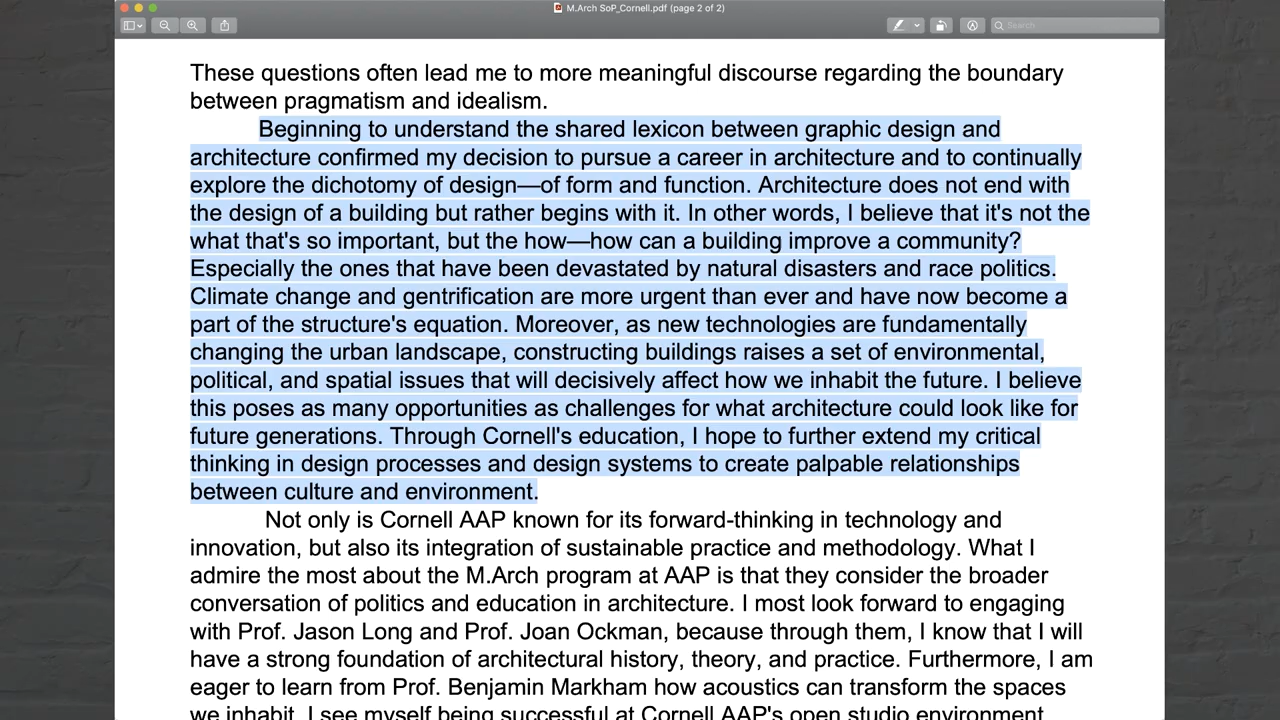 M.Arch SoP_Cornell.pdf (page 2 of 2)
Search
These questions often lead me to more meaningful discourse regarding the boundary
between pragmatism and idealism.
Beginning to understand the shared lexicon between graphic design and
architecture confirmed my decision to pursue a career in architecture and to continually
explore the dichotomy of design—of form and function. Architecture does not end with
the design of a building but rather begins with it. In other words, I believe that it's not the
what that's so important, but the how—how can a building improve a community?
Especially the ones that have been devastated by natural disasters and race politics.
Climate change and gentrification are more urgent than ever and have now become a
part of the structure's equation. Moreover, as new technologies are fundamentally
changing the urban landscape, constructing buildings raises a set of environmental,
political, and spatial issues that will decisively affect how we inhabit the future. I believe
this poses as many opportunities as challenges for what architecture could look like for
future generations. Through Cornell's education, I hope to further extend my critical
thinking in design processes and design systems to create palpable relationships
between culture and environment.
Not only is Cornell AAP known for its forward-thinking in technology and
innovation, but also its integration of sustainable practice and methodology. What I
admire the most about the M.Arch program at AAP is that they consider the broader
conversation of politics and education in architecture. I most look forward to engaging
with Prof. Jason Long and Prof. Joan Ockman, because through them, I know that I will
have a strong foundation of architectural history, theory, and practice. Furthermore, I am
eager to learn from Prof. Benjamin Markham how acoustics can transform the spaces
we inhabit. I see myself being successful at Cornell AAP's open studio environment